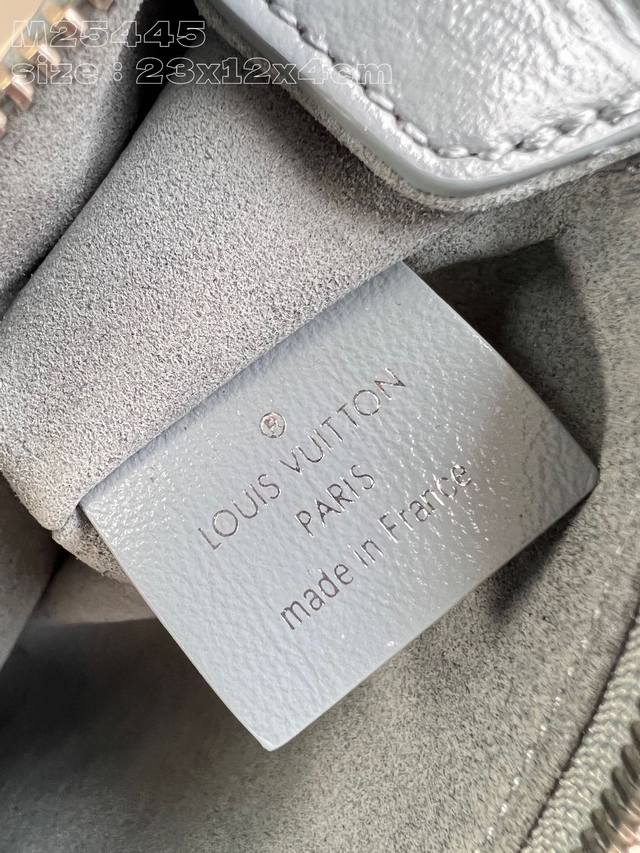 M25445
size : 23x12x4cm
®
LOUIS VUITTON
PARIS
made in France